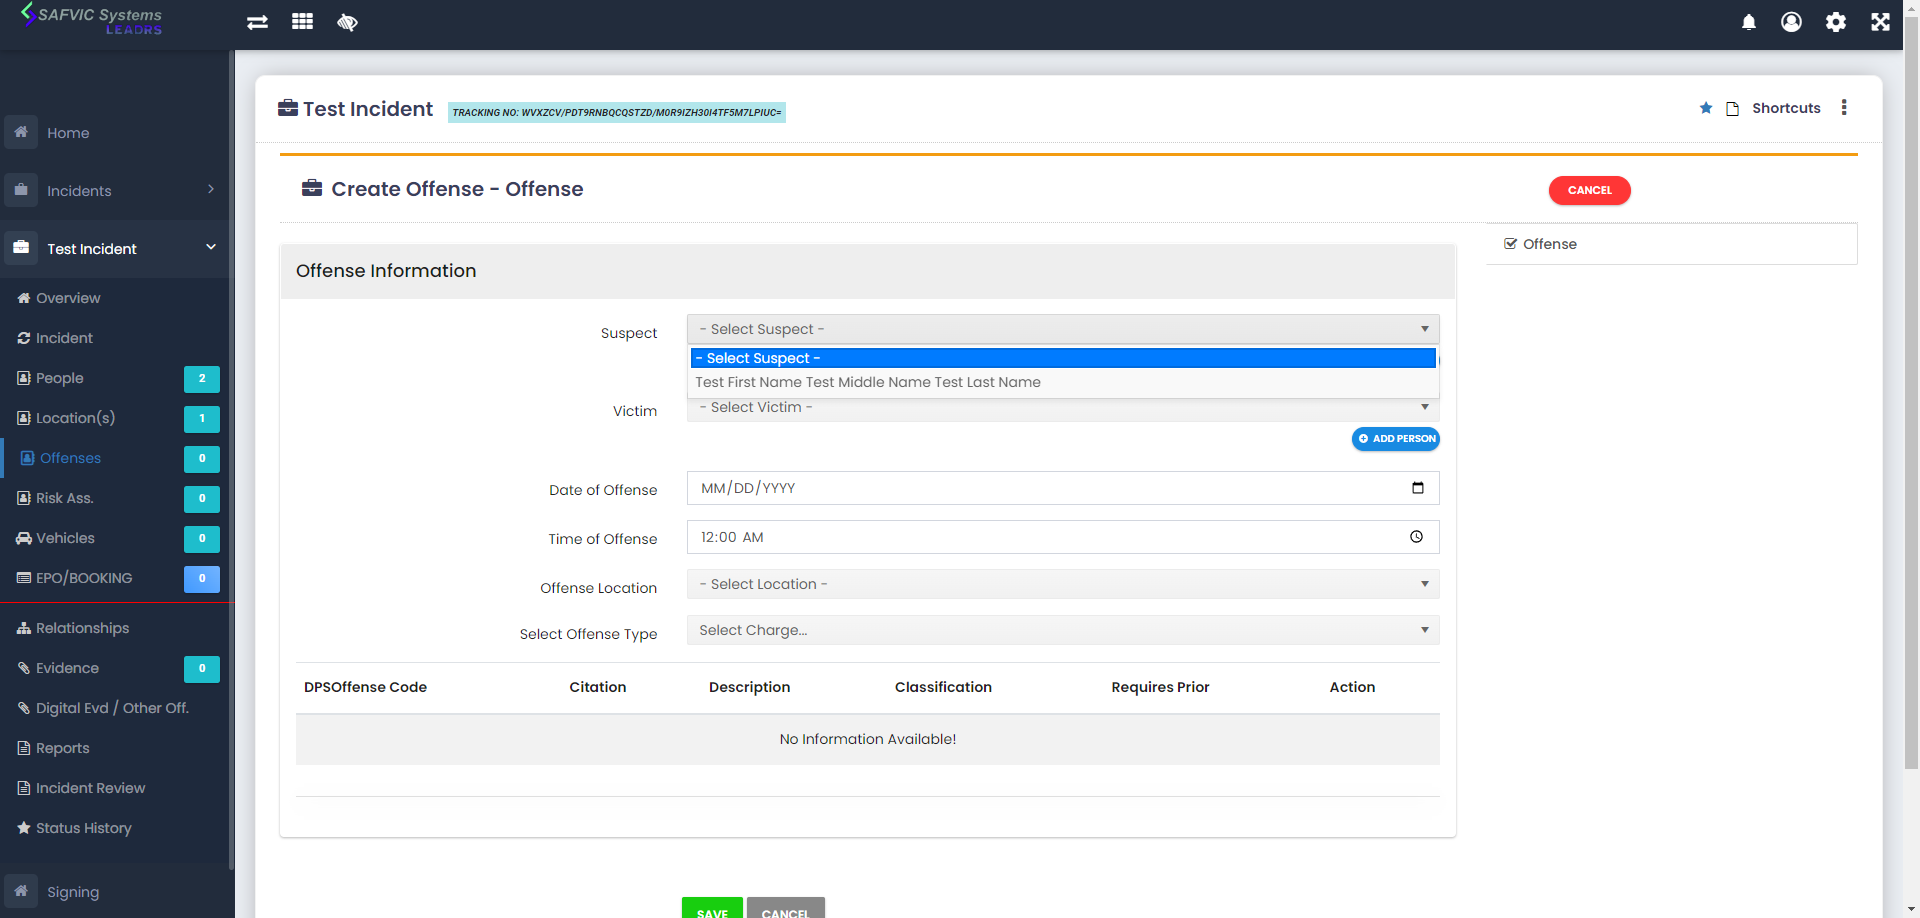 SAFVIC Systems
LEADRS
Home
Incidents
Test Incident
Overview
Incident
People 2
Location(s) 1
Offenses 0
Risk Ass. 0
Vehicles 0
EPO/BOOKING 0
Relationships
Evidence 0
Digital Evd / Other Off.
Reports
Incident Review
Status History
Signing
Test Incident TRACKING NO: WVXZCV/PDT9RNBQCQSTZD/M0R9IZH30I4TF5M7LPIUC=
Shortcuts
Create Offense - Offense
CANCEL
Offense
Offense Information
Suspect - Select Suspect -
- Select Suspect -
Test First Name Test Middle Name Test Last Name
Victim - Select Victim -
ADD PERSON
Date of Offense MM/DD/YYYY
Time of Offense 12:00 AM
Offense Location - Select Location -
Select Offense Type Select Charge...
DPSOffense Code Citation Description Classification Requires Prior Action
No Information Available!
SAVE CANCEL